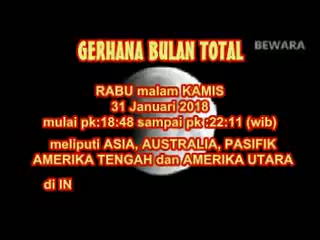 GERHANA BULAN TOTAL
BEWARA
RABU malam KAMIS
31 Januari 2018
mulai pk:18:48 sampai pk :22:11 (wib)
meliputi ASIA, AUSTRALIA, PASIFIK
AMERIKA TENGAH dan AMERIKA UTARA
di IN